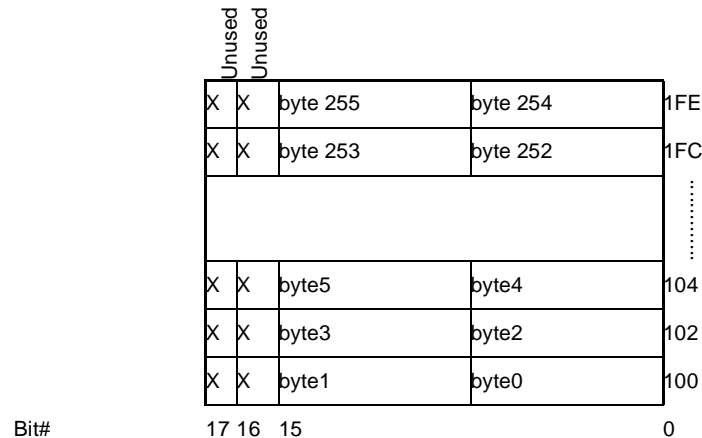 Unused Unused
X X byte 255 byte 254 1FE
X X byte 253 byte 252 1FC
X X byte5 byte4 104
X X byte3 byte2 102
X X byte1 byte0 100
Bit# 17 16 15 0